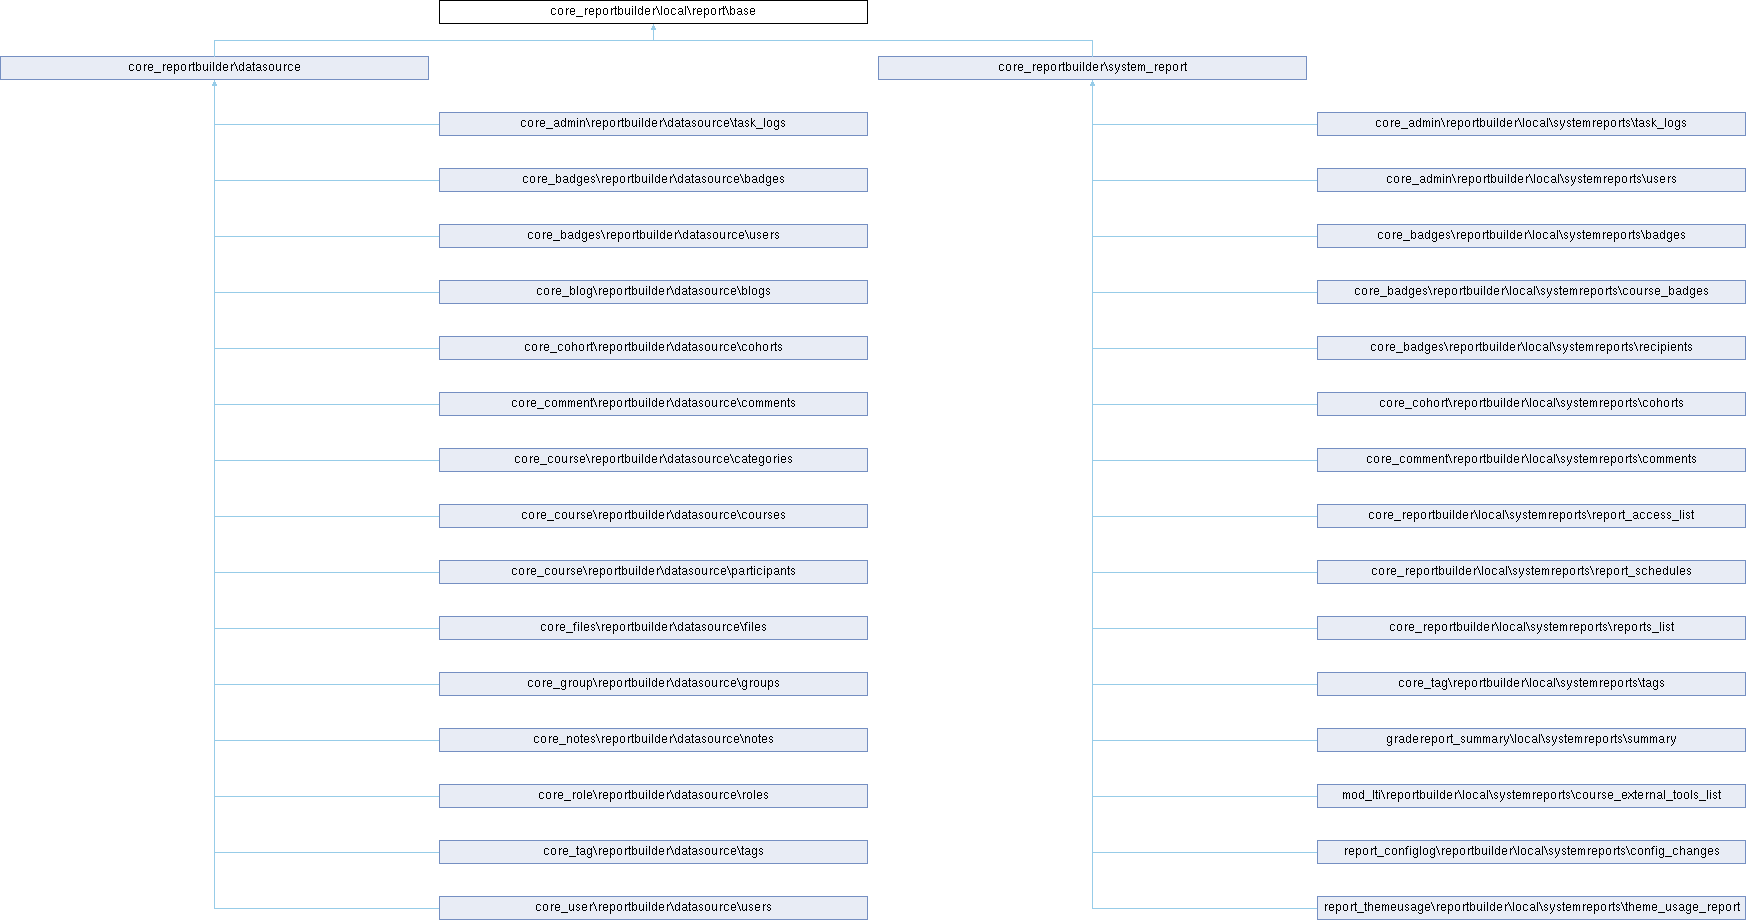 core_reportbuilder\local\report\base
core_reportbuilder\datasource
core_reportbuilder\system_report
core_admin\reportbuilder\datasource\task_logs
core_admin\reportbuilder\local\systemreports\task_logs
core_badges\reportbuilder\datasource\badges
core_admin\reportbuilder\local\systemreports\users
core_badges\reportbuilder\datasource\users
core_badges\reportbuilder\local\systemreports\badges
core_blog\reportbuilder\datasource\blogs
core_badges\reportbuilder\local\systemreports\course_badges
core_cohort\reportbuilder\datasource\cohorts
core_badges\reportbuilder\local\systemreports\recipients
core_comment\reportbuilder\datasource\comments
core_cohort\reportbuilder\local\systemreports\cohorts
core_course\reportbuilder\datasource\categories
core_comment\reportbuilder\local\systemreports\comments
core_course\reportbuilder\datasource\courses
core_reportbuilder\local\systemreports\report_access_list
core_course\reportbuilder\datasource\participants
core_reportbuilder\local\systemreports\report_schedules
core_files\reportbuilder\datasource\files
core_reportbuilder\local\systemreports\reports_list
core_group\reportbuilder\datasource\groups
core_tag\reportbuilder\local\systemreports\tags
core_notes\reportbuilder\datasource\notes
gradereport_summary\local\systemreports\summary
core_role\reportbuilder\datasource\roles
mod_lti\reportbuilder\local\systemreports\course_external_tools_list
core_tag\reportbuilder\datasource\tags
report_configlog\reportbuilder\local\systemreports\config_changes
core_user\reportbuilder\datasource\users
report_themeusage\reportbuilder\local\systemreports\theme_usage_report